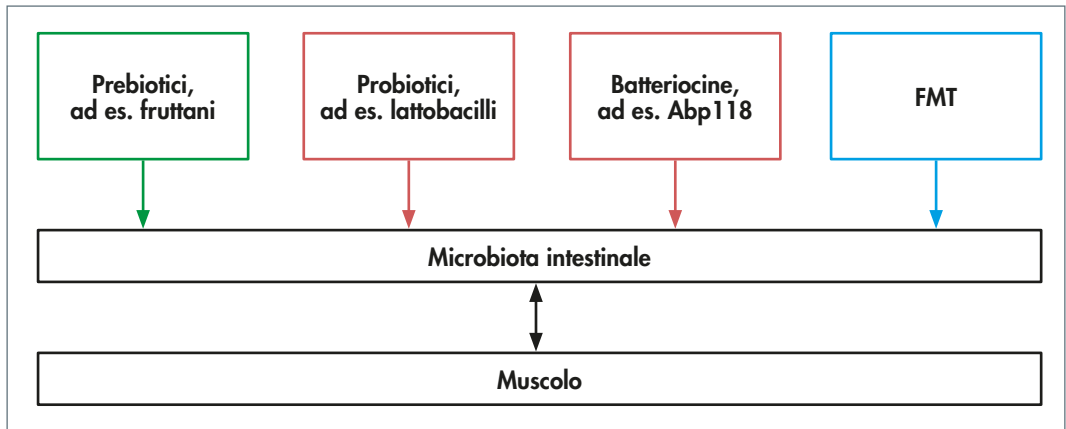 Prebiotici,
ad es. fruttani
Probiotici,
ad es. lattobacilli
Batteriocine,
ad es. Abp118
FMT
Microbiota intestinale
Muscolo